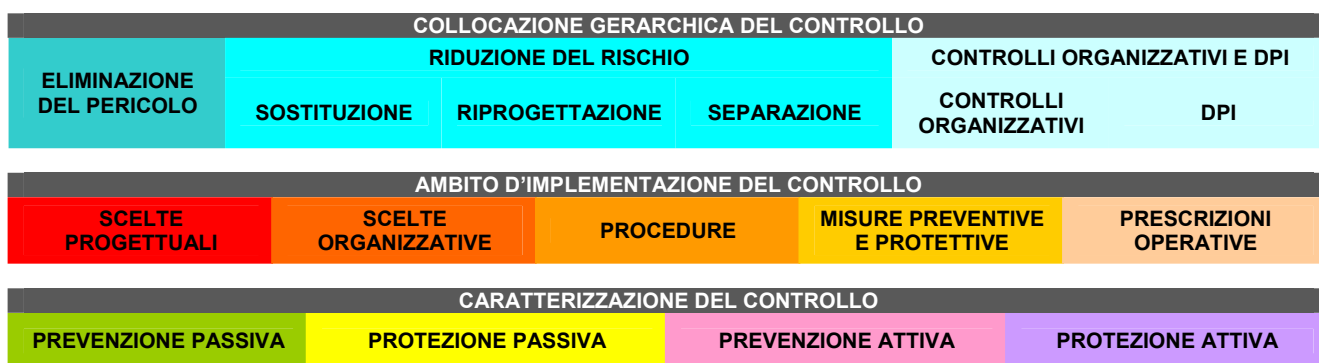 COLLOCAZIONE GERARCHICA DEL CONTROLLO
ELIMINAZIONE
DEL PERICOLO
RIDUZIONE DEL RISCHIO
SOSTITUZIONE
RIPROGETTAZIONE
SEPARAZIONE
CONTROLLI ORGANIZZATIVI E DPI
CONTROLLI
ORGANIZZATIVI
DPI
AMBITO D'IMPLEMENTAZIONE DEL CONTROLLO
SCELTE
PROGETTUALI
SCELTE
ORGANIZZATIVE
PROCEDURE
MISURE PREVENTIVE
E PROTETTIVE
PRESCRIZIONI
OPERATIVE
CARATTERIZZAZIONE DEL CONTROLLO
PREVENZIONE PASSIVA
PROTEZIONE PASSIVA
PREVENZIONE ATTIVA
PROTEZIONE ATTIVA